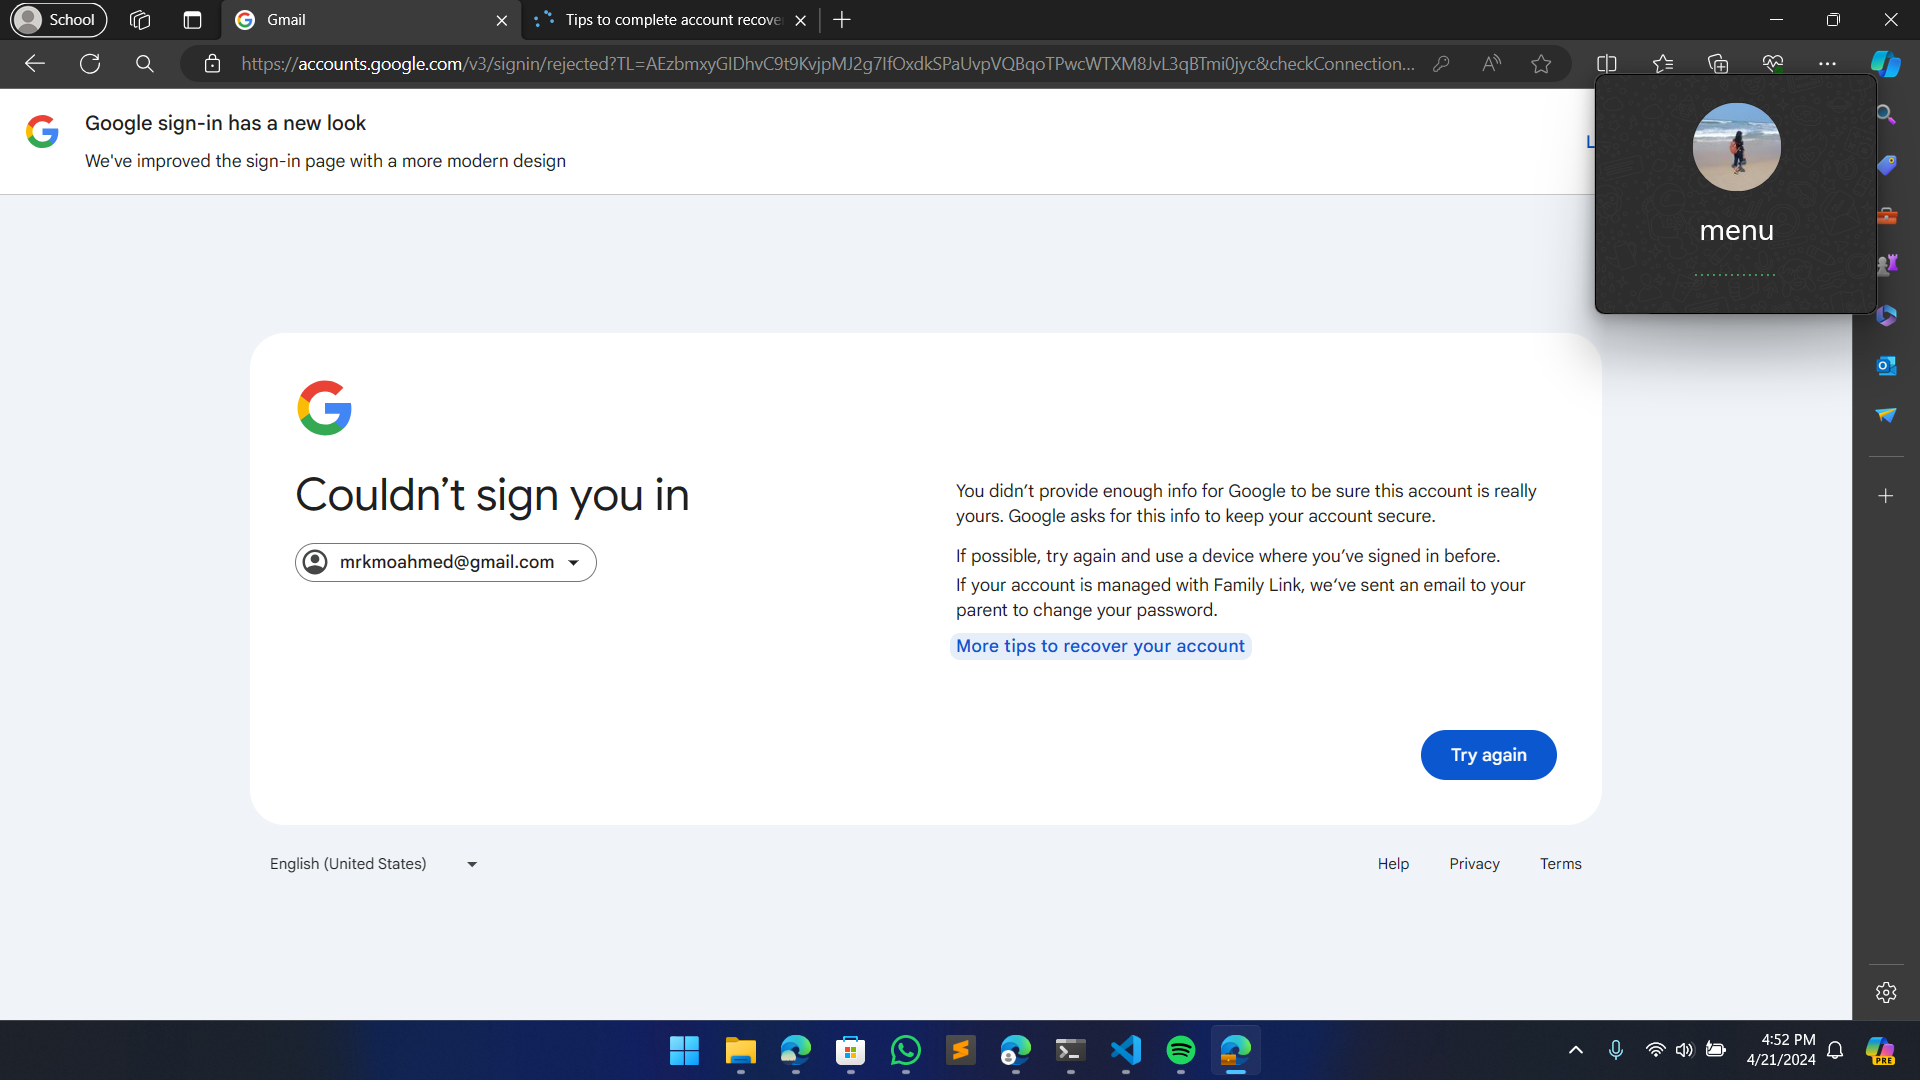 School
Gmail
Tips to complete account recove
https://accounts.google.com/v3/signin/rejected?TL=AEzbmxyGIDhvC9t9KvjpMJ2g7IfOxdkSPaUvpVQBqoTPwcWTXM8JvL3qBTmi0jyc&checkConnection...
Google sign-in has a new look
We've improved the sign-in page with a more modern design
L
menu
Couldn’t sign you in
mrkmoahmed@gmail.com
You didn’t provide enough info for Google to be sure this account is really
yours. Google asks for this info to keep your account secure.
If possible, try again and use a device where you’ve signed in before.
If your account is managed with Family Link, we’ve sent an email to your
parent to change your password.
More tips to recover your account
Try again
English (United States)
Help
Privacy
Terms
4:52 PM
4/21/2024
PRE